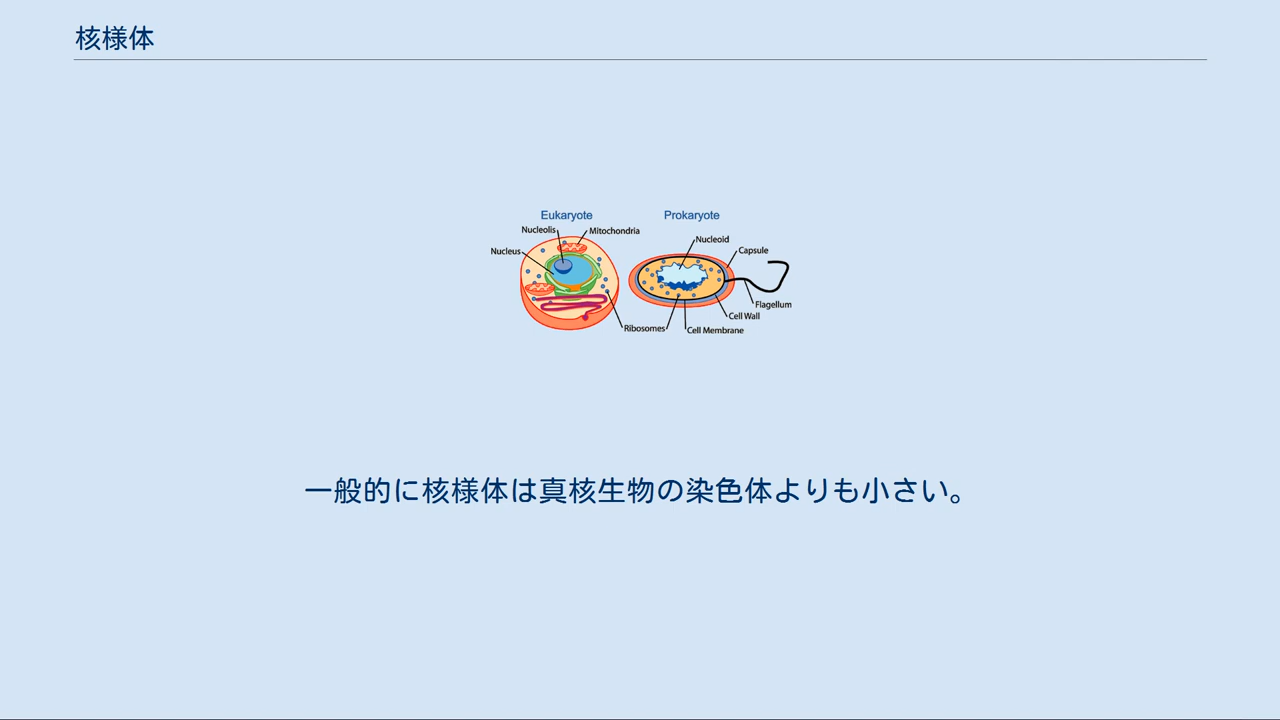 核様体
Eukaryote
Prokaryote
Nucleolis
Mitochondria
Nucleoid
Nucleus
Capsule
Flagellum
Cell Wall
Ribosomes
Cell Membrane
一般的に核様体は真核生物の染色体よりも小さい。